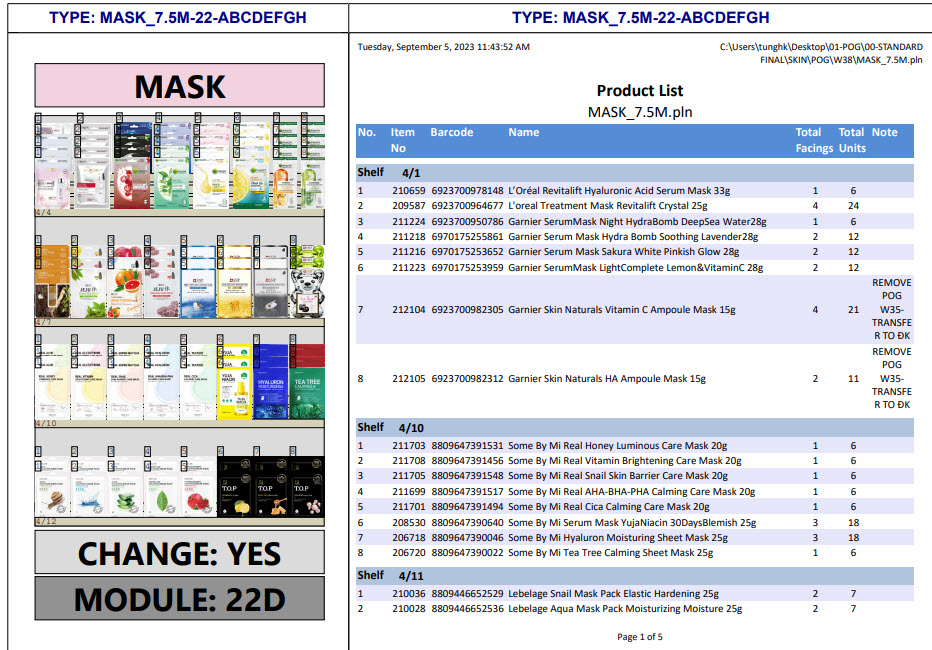 TYPE: MASK_7.5M-22-ABCDEFGH
MASK
4/4
4/7
4/10
4/12
CHANGE: YES
MODULE: 22D
TYPE: MASK_7.5M-22-ABCDEFGH
Tuesday, September 5, 2023 11:43:52 AM
C:\Users\tunghk\Desktop\01-POG\00-STANDARD
FINAL\SKIN\POG\W38\MASK_7.5M.pln
Product List
MASK_7.5M.pln
No. Item No Barcode Name Total Facings Total Units Note
Shelf 4/1
1 210659 6923700978148 L'Oréal Revitalift Hyaluronic Acid Serum Mask 33g 1 6
2 209587 6923700964677 L'oreal Treatment Mask Revitalift Crystal 25g 4 24
3 211224 6923700950786 Garnier SerumMask Night HydraBomb DeepSea Water28g 1 6
4 211218 6970175255861 Garnier Serum Mask Hydra Bomb Soothing Lavender28g 2 12
5 211216 6970175253652 Garnier Serum Mask Sakura White Pinkish Glow 28g 2 12
6 211223 6970175253959 Garnier SerumMask LightComplete Lemon&VitaminC 28g 2 12
7 212104 6923700982305 Garnier Skin Naturals Vitamin C Ampoule Mask 15g 4 21 REMOVE POG W35-TRANSFER TO ĐK
8 212105 6923700982312 Garnier Skin Naturals HA Ampoule Mask 15g 2 11 REMOVE POG W35-TRANSFER TO ĐK
Shelf 4/10
1 211703 8809647391531 Some By Mi Real Honey Luminous Care Mask 20g 1 6
2 211708 8809647391456 Some By Mi Real Vitamin Brightening Care Mask 20g 1 6
3 211705 8809647391548 Some By Mi Real Snail Skin Barrier Care Mask 20g 1 6
4 211699 8809647391517 Some By Mi Real AHA-BHA-PHA Calming Care Mask 20g 1 6
5 211701 8809647391494 Some By Mi Real Cica Calming Care Mask 20g 1 6
6 208530 8809647390640 Some By Mi Serum Mask YujaNiacin 30DaysBlemish 25g 3 18
7 206718 8809647390046 Some By Mi Hyaluron Moisturizing Sheet Mask 25g 3 18
8 206720 8809647390022 Some By Mi Tea Tree Calming Sheet Mask 25g 1 6
Shelf 4/11
1 210036 8809446652529 Lebelage Snail Mask Pack Elastic Hardening 25g 2 7
2 210028 8809446652536 Lebelage Aqua Mask Pack Moisturizing Moisture 25g 2 7
Page 1 of 5